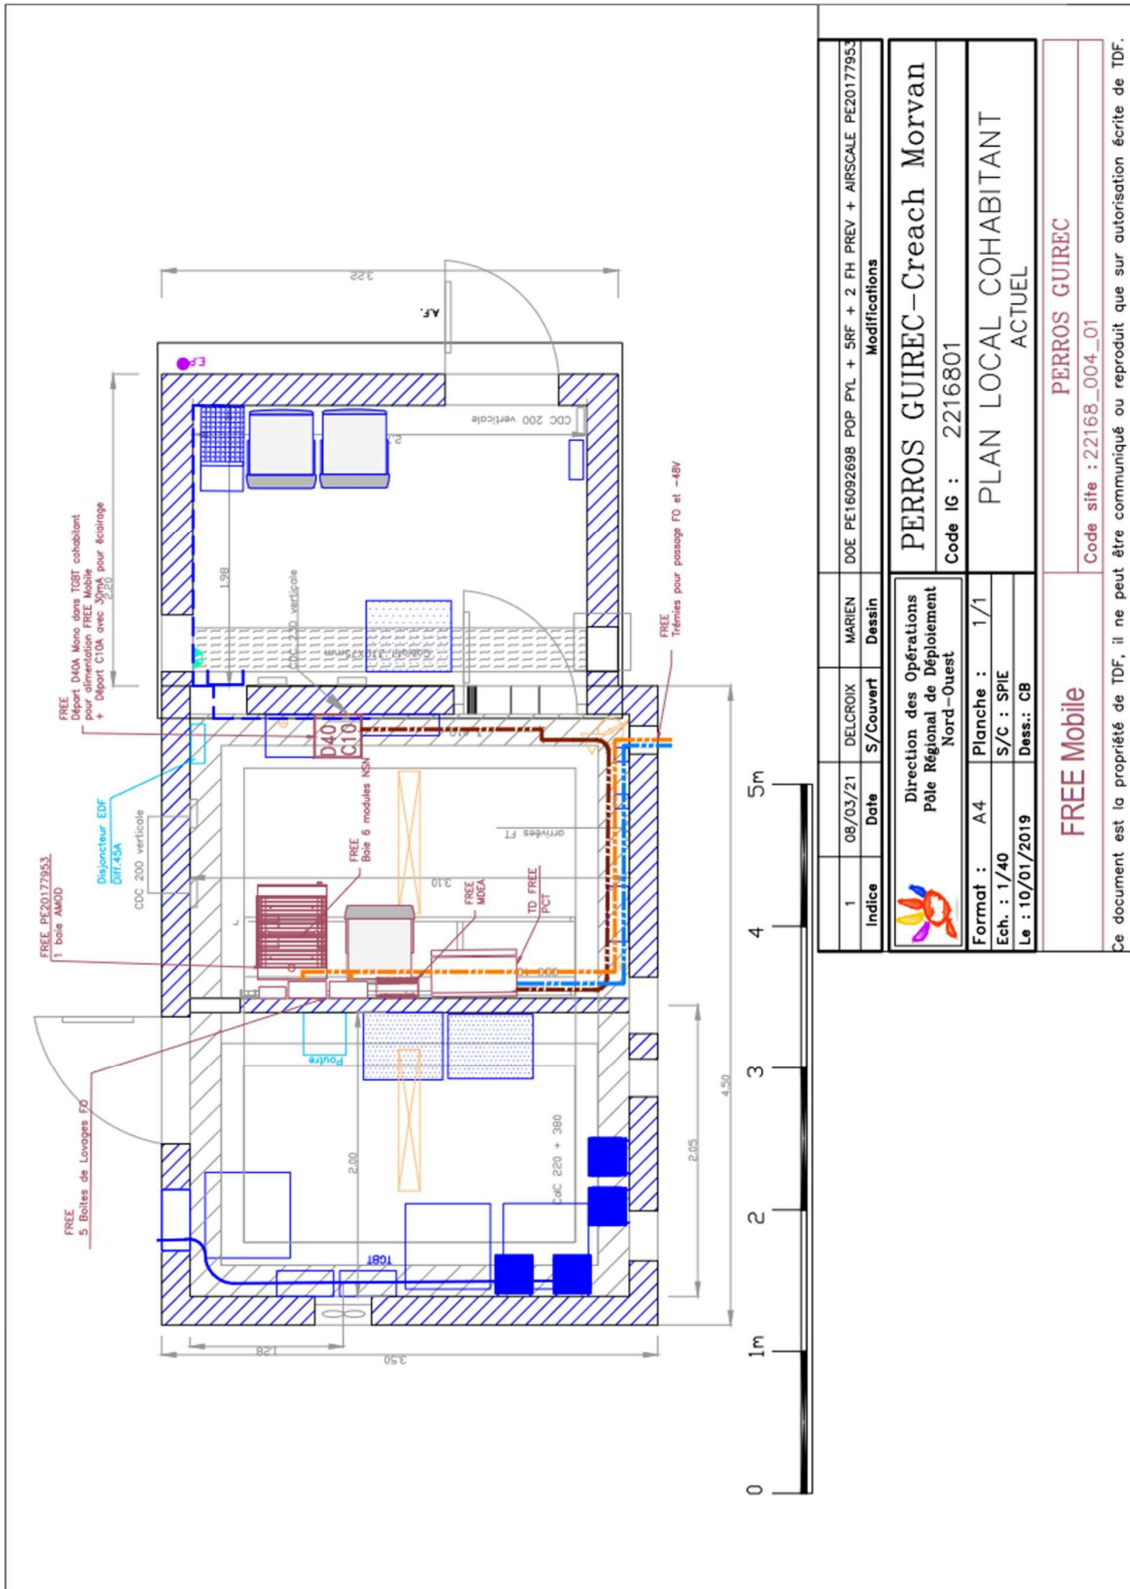 FREE
5 Boîtes de Lovages FO
FREE PE20177953
1 baie AMOD
CDC 200 verticale
Disjoncteur EDF
Diff.45A
FREE
Départ D40A Mono dans TGBT cohabitant
pour alimentation FREE Mobile
+ Départ C10A avec 30mA pour éclairage
2.20
E.P
1.98
CDC 230 verticale
D40
C10
FREE
Baie 6 modules NSN
Poutre
TGBT
2.00
1.28
3.10
FREE
MDEA
TD FREE
PCT
arrivées FT
CdC 220 + 380
CDC 200 verticale
A.F.
3.22
FREE
Trémies pour passage FO et -48V
2.05
4.50
3.50
0
1m
2
3
4
5m
1
08/03/21
DELCROIX
MARIEN
DOE PE16092698 POP PYL + 5RF + 2 FH PREV + AIRSCALE PE20177953
Indice
Date
S/Couvert
Dessin
Modifications
Direction des Opérations
Pôle Régional de Déploiement
Nord-Ouest
PERROS GUIREC-Creach Morvan
Code IG : 2216801
Format : A4
Planche : 1/1
Ech. : 1/40
S/C : SPIE
Le : 10/01/2019
Dess.: CB
PLAN LOCAL COHABITANT
ACTUEL
FREE Mobile
PERROS GUIREC
Code site : 22168_004_01
Ce document est la propriété de TDF, il ne peut être communiqué ou reproduit que sur autorisation écrite de TDF.